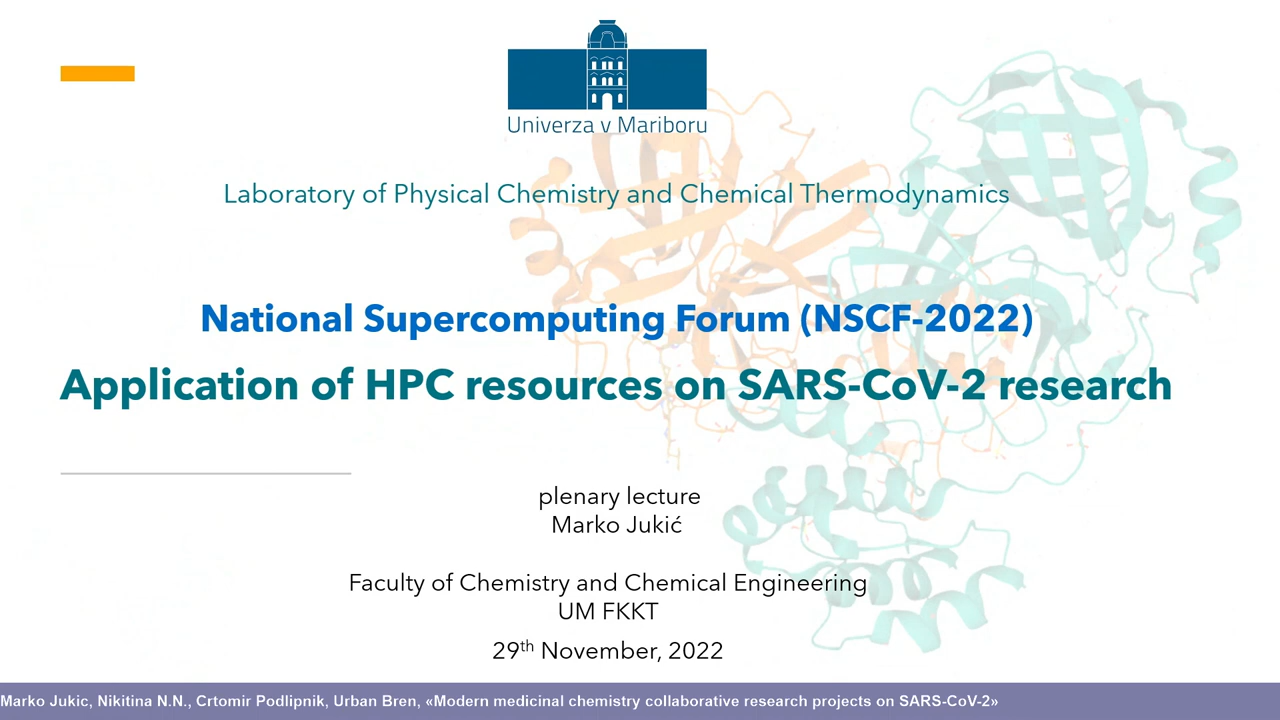 Univerza v Mariboru
Laboratory of Physical Chemistry and Chemical Thermodynamics
National Supercomputing Forum (NSCF-2022)
Application of HPC resources on SARS-CoV-2 research
plenary lecture
Marko Jukić
Faculty of Chemistry and Chemical Engineering
UM FKKT
29th November, 2022
Marko Jukic, Nikitina N.N., Crtomir Podlipnik, Urban Bren, «Modern medicinal chemistry collaborative research projects on SARS-CoV-2»